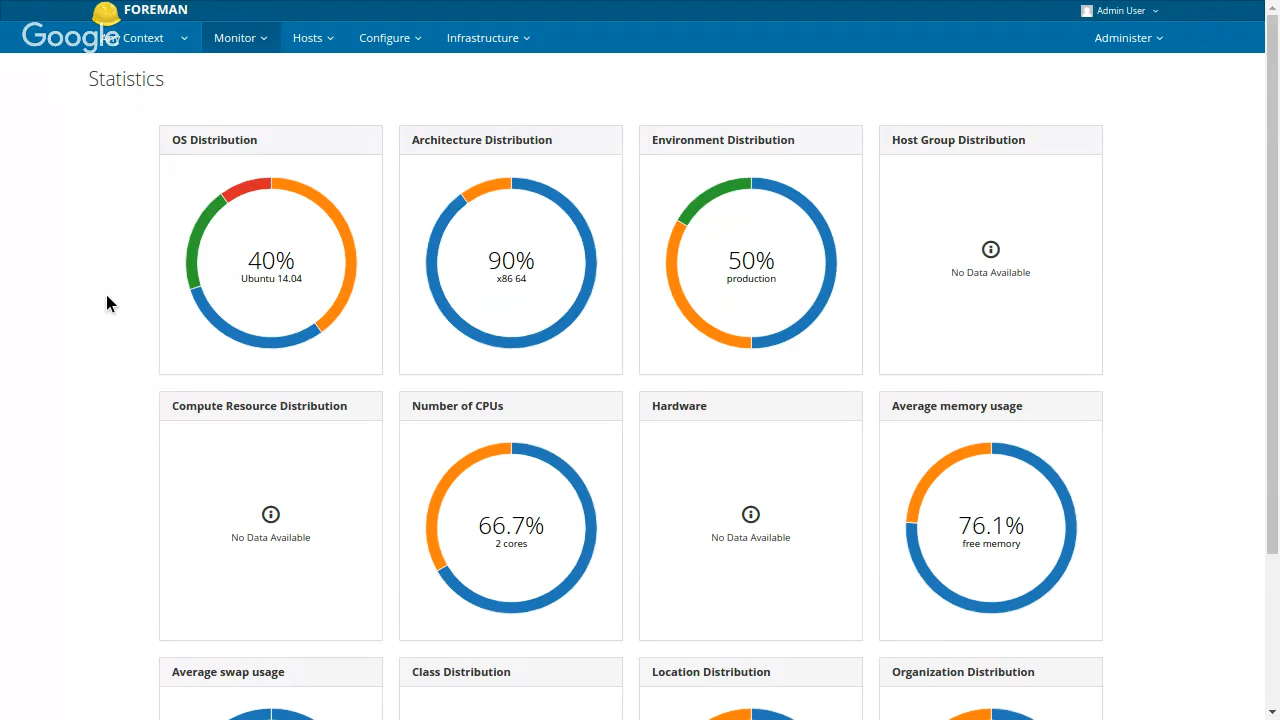 FOREMAN
Admin User
Google
Any Context
Monitor
Hosts
Configure
Infrastructure
Administer
Statistics
OS Distribution
Architecture Distribution
Environment Distribution
Host Group Distribution
40%
Ubuntu 14.04
90%
x86 64
50%
production
No Data Available
Compute Resource Distribution
Number of CPUs
Hardware
Average memory usage
No Data Available
66.7%
2 cores
No Data Available
76.1%
free memory
Average swap usage
Class Distribution
Location Distribution
Organization Distribution